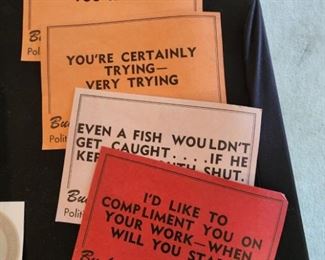 YOU'RE CERTAINLY
TRYING—
VERY TRYING
Polit
EVEN A FISH WOULDN'T
GET CAUGHT....IF HE
SHUT.
Polit
I'D LIKE TO
COMPLIMENT YOU ON
YOUR WORK—WHEN
WILL YOU